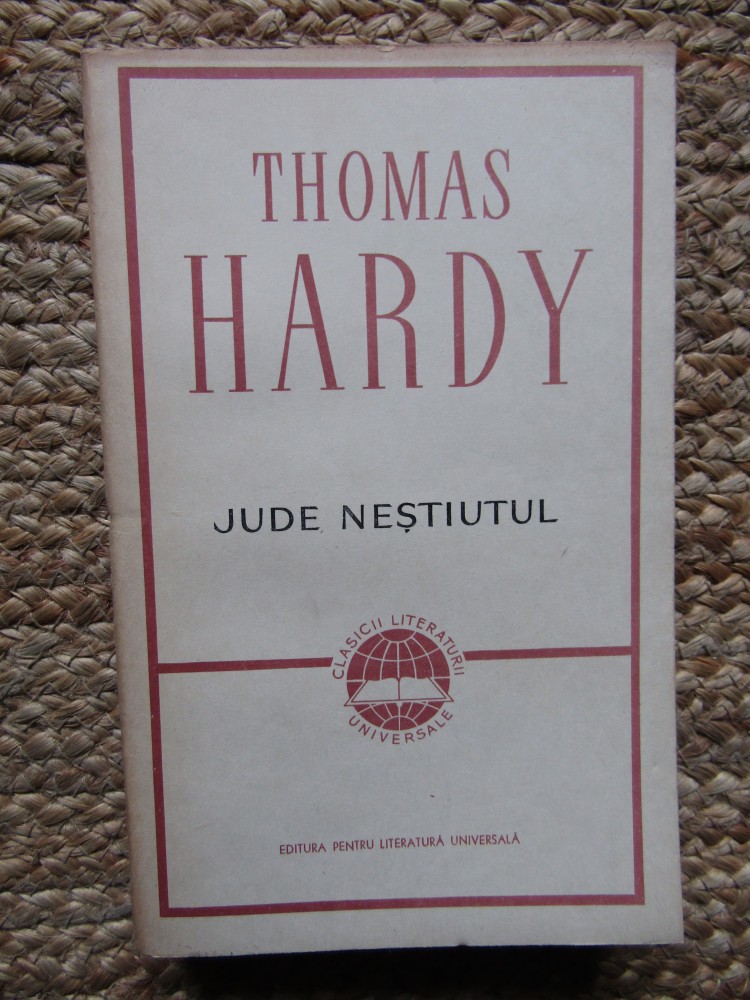 THOMAS
HARDY
JUDE NEȘTIUTUL
CLASICII LITERATURII
UNIVERSALE
EDITURA PENTRU LITERATURĂ UNIVERSALĂ